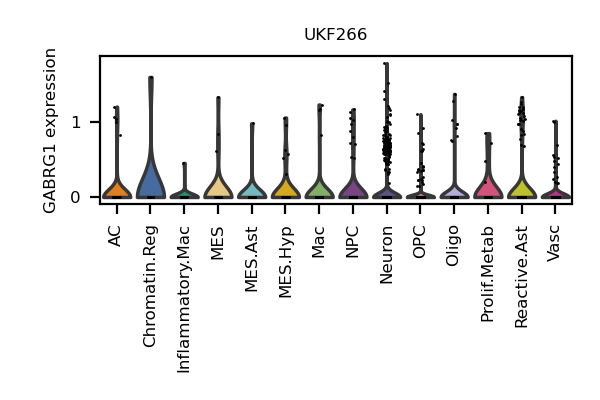 UKF266
GABRG1 expression
1
0
AC
Chromatin.Reg
Inflammatory.Mac
MES
MES.Ast
MES.Hyp
Mac
NPC
Neuron
OPC
Oligo
Prolif.Metab
Reactive.Ast
Vasc